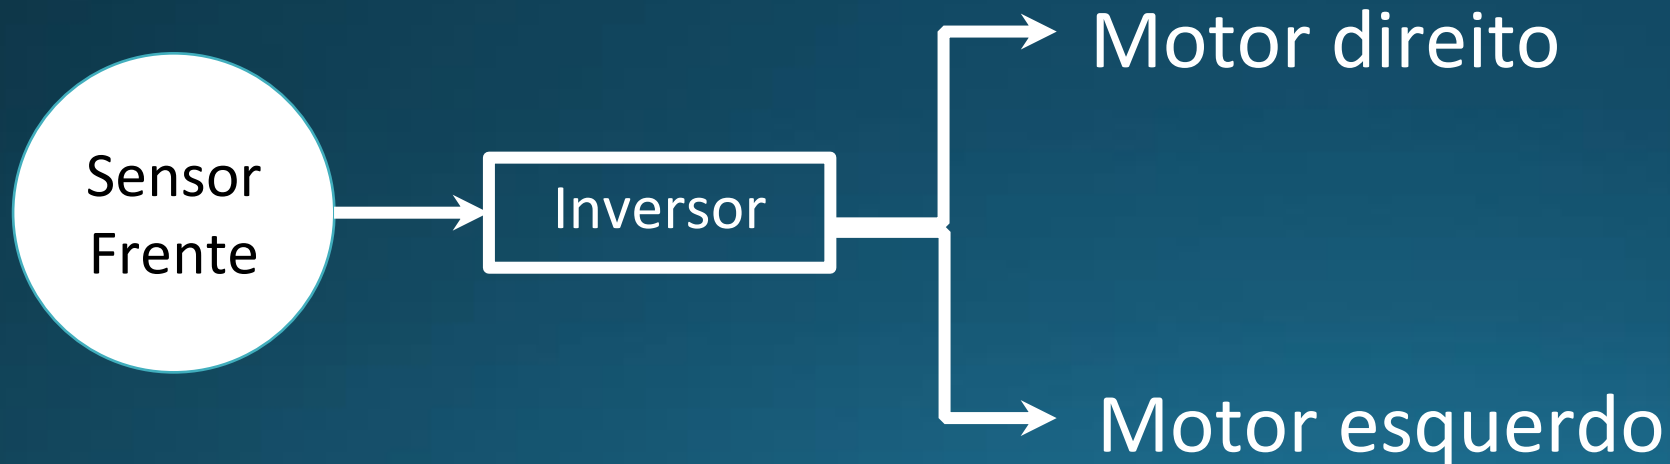 Motor direito
Sensor
Frente
Inversor
Motor esquerdo